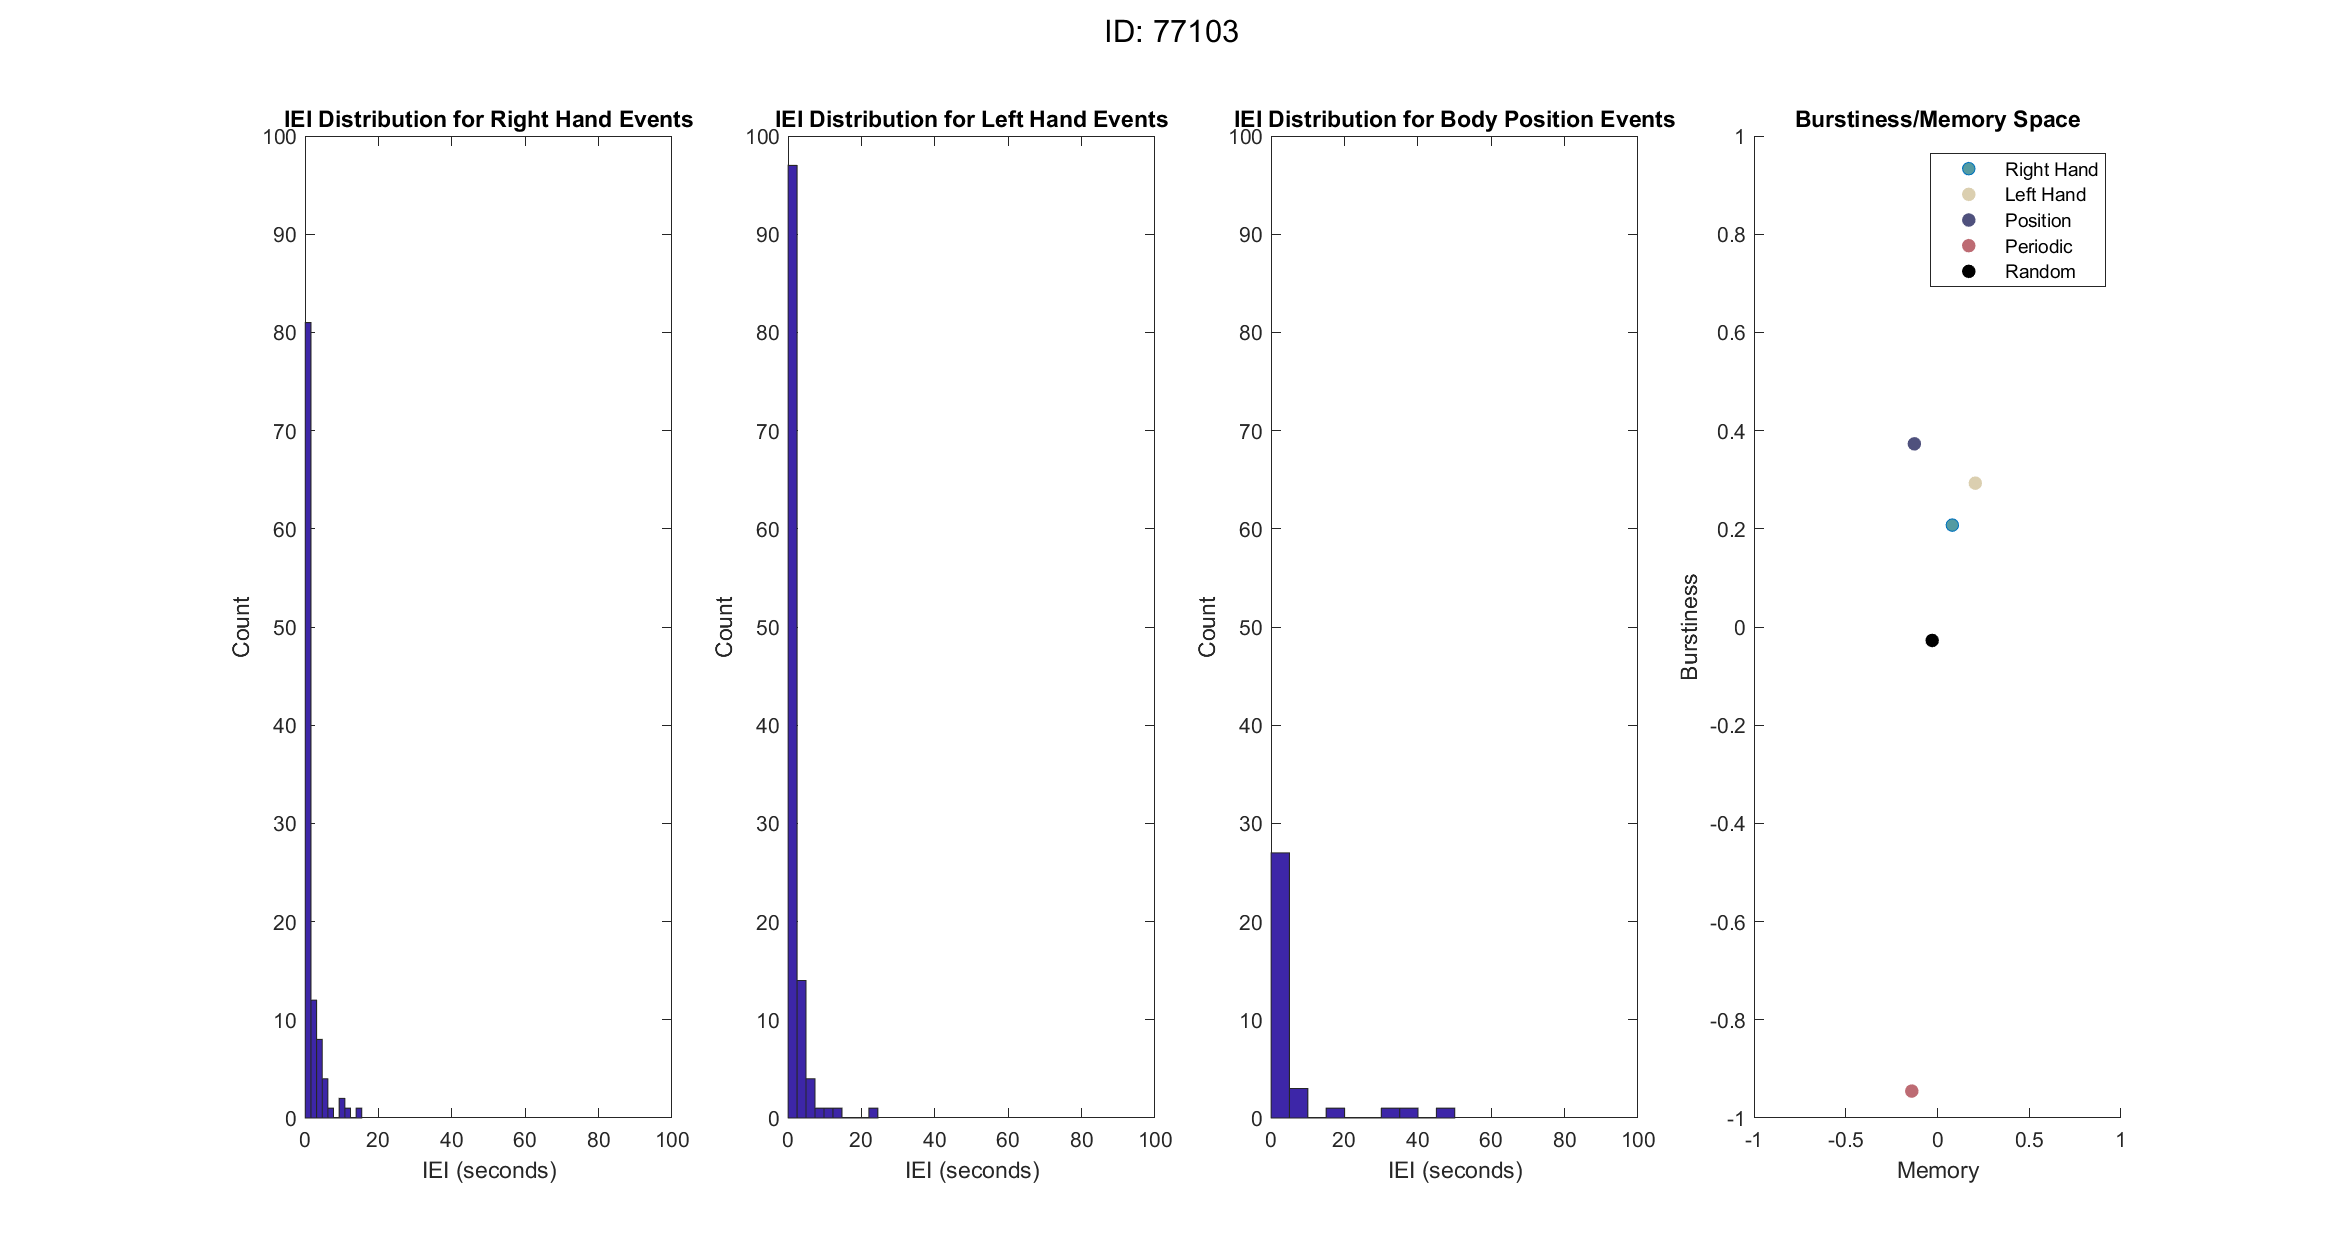 ID: 77103
IEI Distribution for Right Hand Events
100
90
80
70
60
50
40
30
20
10
0
Count
0 20 40 60 80 100
IEI (seconds)
IEI Distribution for Left Hand Events
100
90
80
70
60
50
40
30
20
10
0
Count
0 20 40 60 80 100
IEI (seconds)
IEI Distribution for Body Position Events
100
90
80
70
60
50
40
30
20
10
0
Count
0 20 40 60 80 100
IEI (seconds)
Burstiness/Memory Space
1
0.8
0.6
0.4
0.2
0
-0.2
-0.4
-0.6
-0.8
-1
Burstiness
Right Hand
Left Hand
Position
Periodic
Random
-1 -0.5 0 0.5 1
Memory